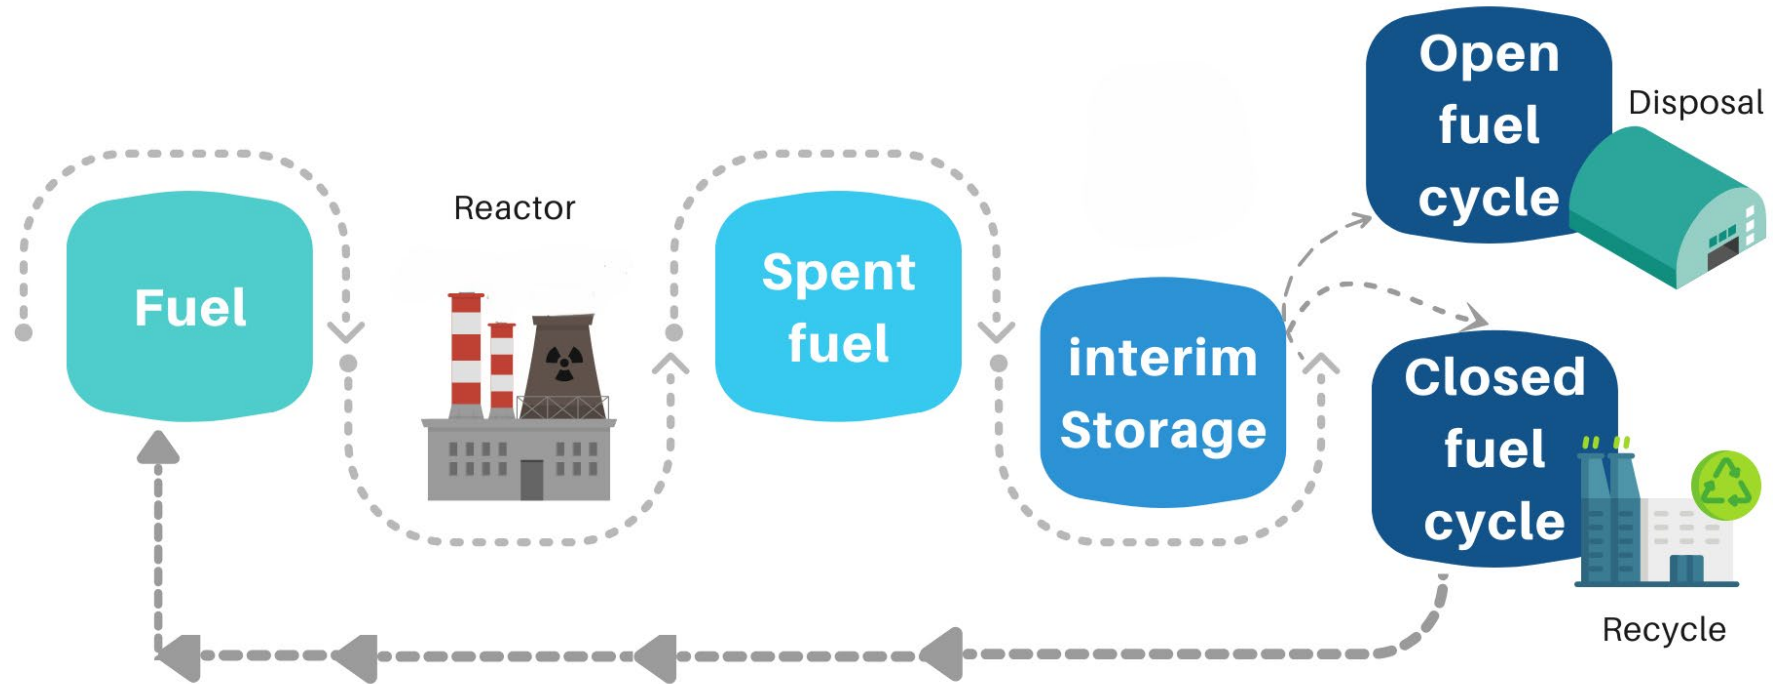 Fuel
Reactor
Spent
fuel
interim
Storage
Open
fuel
cycle
Disposal
Closed
fuel
cycle
Recycle